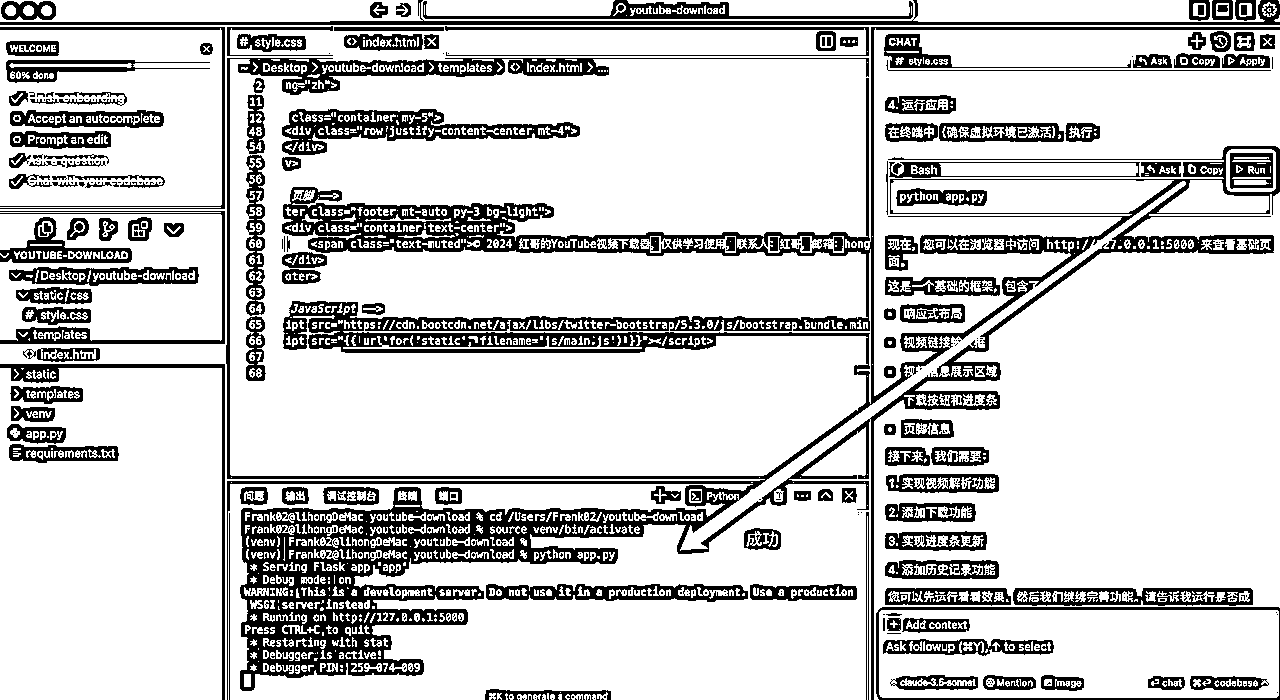 youtube-download
WELCOME
60% done
Finish onboarding
Accept an autocomplete
Prompt an edit
Ask a question
Chat with your codebase
YOUTUBE-DOWNLOAD
~/Desktop/youtube-download
static/css
# style.css
templates
index.html
static
templates
venv
app.py
requirements.txt
# style.css
index.html
~ > Desktop > youtube-download > templates > index.html > ...
2 ng="zh">
11
12 class="container my-5">
48 <div class="row justify-content-center mt-4">
54 </div>
55 v>
56
57 页脚 -->
58 ter class="footer mt-auto py-3 bg-light">
59 <div class="container text-center">
60 <span class="text-muted">© 2024 红哥的YouTube视频下载器，仅供学习使用，联系人：红哥，邮箱：hong
61 </div>
62 oter>
63
64 JavaScript -->
65 ipt src="https://cdn.bootcdn.net/ajax/libs/twitter-bootstrap/5.3.0/js/bootstrap.bundle.min
66 ipt src="{{ url_for('static', filename='js/main.js') }}"></script>
67
68
问题 输出 调试控制台 终端 端口
Python
Frank02@lihongDeMac youtube-download % cd /Users/Frank02/youtube-download
Frank02@lihongDeMac youtube-download % source venv/bin/activate
(venv) Frank02@lihongDeMac youtube-download %
(venv) Frank02@lihongDeMac youtube-download % python app.py
* Serving Flask app 'app'
* Debug mode: on
WARNING: This is a development server. Do not use it in a production deployment. Use a production
WSGI server instead.
* Running on http://127.0.0.1:5000
Press CTRL+C to quit
* Restarting with stat
* Debugger is active!
* Debugger PIN: 259-074-009
成功
⌘K to generate a command
CHAT
# style.css Ask Copy Apply
4. 运行应用：
在终端中（确保虚拟环境已激活），执行：
Bash Ask Copy Run
python app.py
现在，您可以在浏览器中访问 http://127.0.0.1:5000 来查看基础页
面。
这是一个基础的框架，包含了
响应式布局
视频链接输入框
视频信息展示区域
下载按钮和进度条
页脚信息
接下来，我们需要：
1. 实现视频解析功能
2. 添加下载功能
3. 实现进度条更新
4. 添加历史记录功能
您可以先运行看看效果，然后我们继续完善功能。请告诉我运行是否成
Add context
Ask followup (⌘Y), ↑ to select
claude-3.5-sonnet @ Mention Image chat codebase